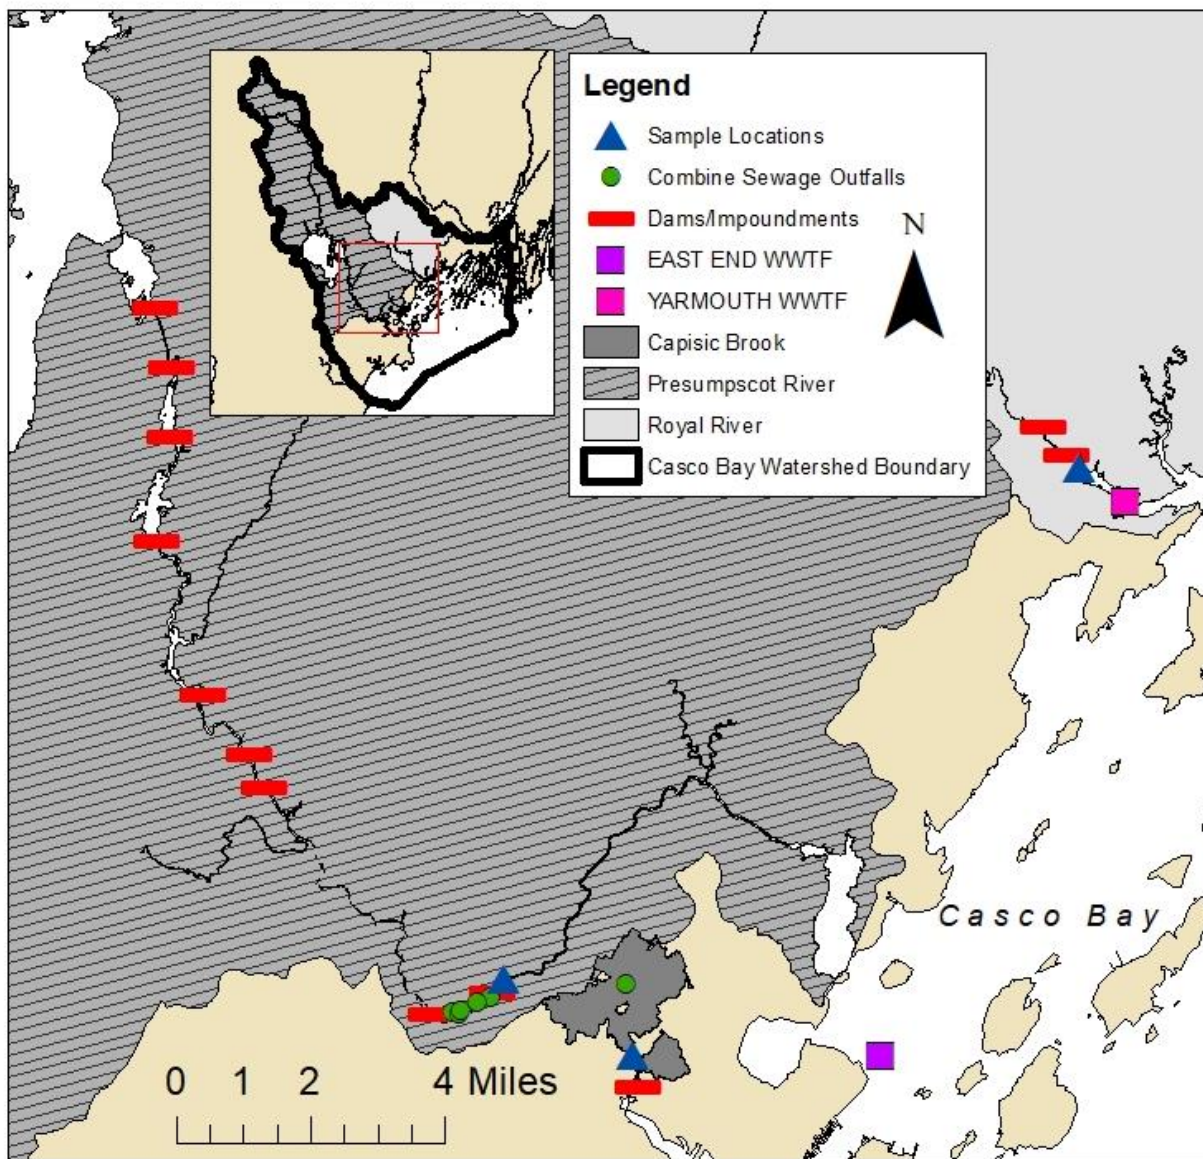 Legend
Sample Locations
Combine Sewage Outfalls
Dams/Impoundments
EAST END WWTF
YARMOUTH WWTF
Capisic Brook
Presumpscot River
Royal River
Casco Bay Watershed Boundary
N
Casco Bay
0 1 2 4 Miles